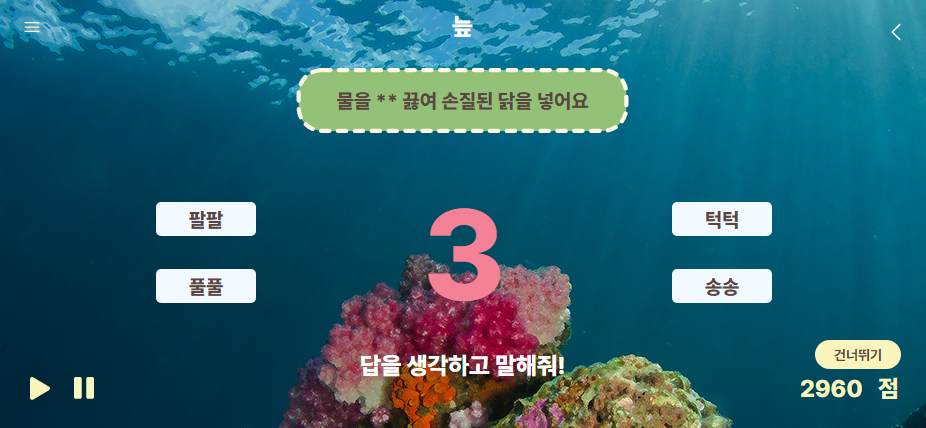 늪
물을 ** 끓여 손질된 닭을 넣어요
팔팔
턱턱
3
풀풀
송송
답을 생각하고 말해줘!
건너뛰기
2960 점